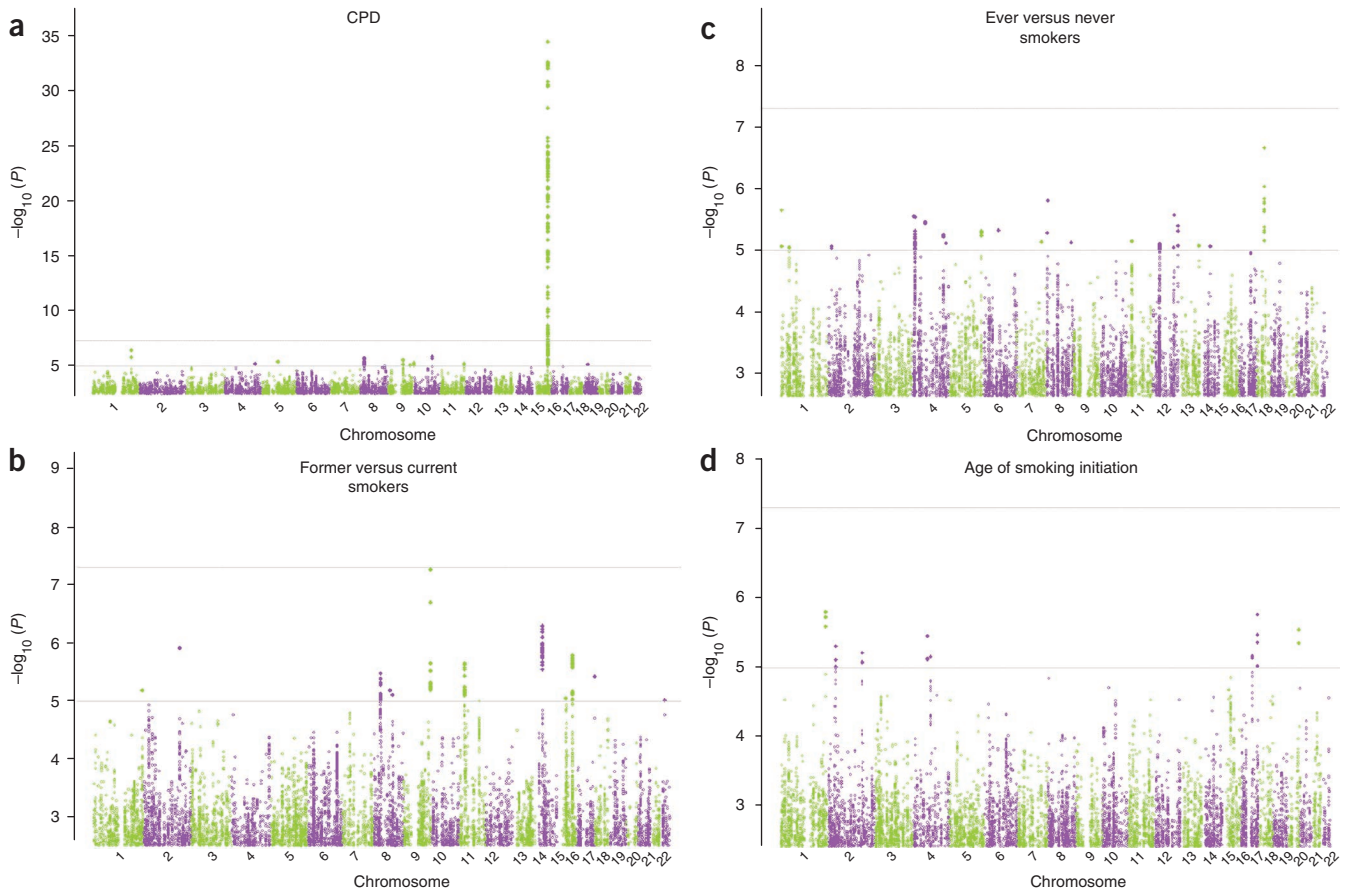 a
CPD
35
30
25
20
15
10
5
–log10 (P)
1 2 3 4 5 6 7 8 9 10 11 12 13 14 15 16 17 18 19 20 21 22
Chromosome
b
Former versus current
smokers
9
8
7
6
5
4
3
–log10 (P)
1 2 3 4 5 6 7 8 9 10 11 12 13 14 16 17 18 19 20 21 22
Chromosome
c
Ever versus never
smokers
8
7
6
5
4
3
–log10 (P)
1 2 3 4 5 6 7 8 9 10 11 12 13 14 15 16 17 18 19 20 21 22
Chromosome
d
Age of smoking initiation
8
7
6
5
4
3
–log10 (P)
1 2 3 4 5 6 7 8 9 10 11 12 13 14 15 16 17 18 19 20 21 22
Chromosome